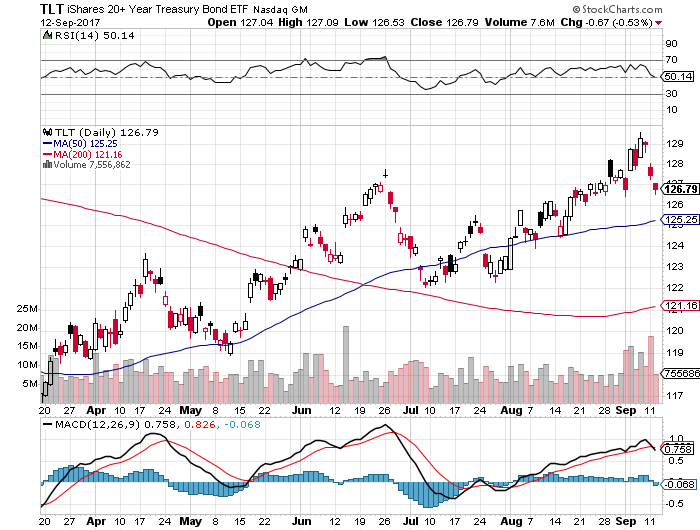 TLT iShares 20+ Year Treasury Bond ETF Nasdaq GM © StockCharts.com
12-Sep-2017 Open 127.04 High 127.09 Low 126.53 Close 126.79 Volume 7.6M Chg -0.67 (-0.53%)
RSI(14) 50.14
90
70
50.14
30
10
TLT (Daily) 126.79
MA(50) 125.25
MA(200) 121.16
Volume 7,556,862
129
128
127
126.79
126
125.25
125
124
123
122
121.16
120
119
7556862
117
25M
20M
15M
10M
5M
20 27 Apr 10 17 24 May 8 15 22 Jun 12 19 26 Jul 10 17 24 Aug 7 14 21 28 Sep 11
MACD(12,26,9) 0.758, 0.826, -0.068
1.0
0.758
0.5
-0.068
-0.5
20 27 Apr 10 17 24 May 8 15 22 Jun 12 19 26 Jul 10 17 24 Aug 7 14 21 28 Sep 11